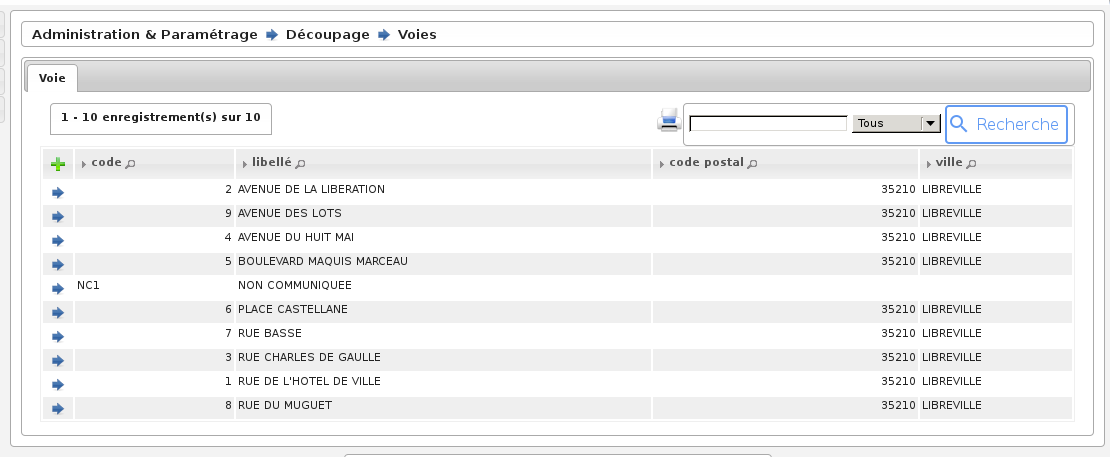 Administration & Paramétrage Découpage Voies
Voie
1 - 10 enregistrement(s) sur 10 Tous Recherche
code libellé code postal ville
2 AVENUE DE LA LIBERATION 35210 LIBREVILLE
9 AVENUE DES LOTS 35210 LIBREVILLE
4 AVENUE DU HUIT MAI 35210 LIBREVILLE
5 BOULEVARD MAQUIS MARCEAU 35210 LIBREVILLE
NC1 NON COMMUNIQUEE
6 PLACE CASTELLANE 35210 LIBREVILLE
7 RUE BASSE 35210 LIBREVILLE
3 RUE CHARLES DE GAULLE 35210 LIBREVILLE
1 RUE DE L'HOTEL DE VILLE 35210 LIBREVILLE
8 RUE DU MUGUET 35210 LIBREVILLE